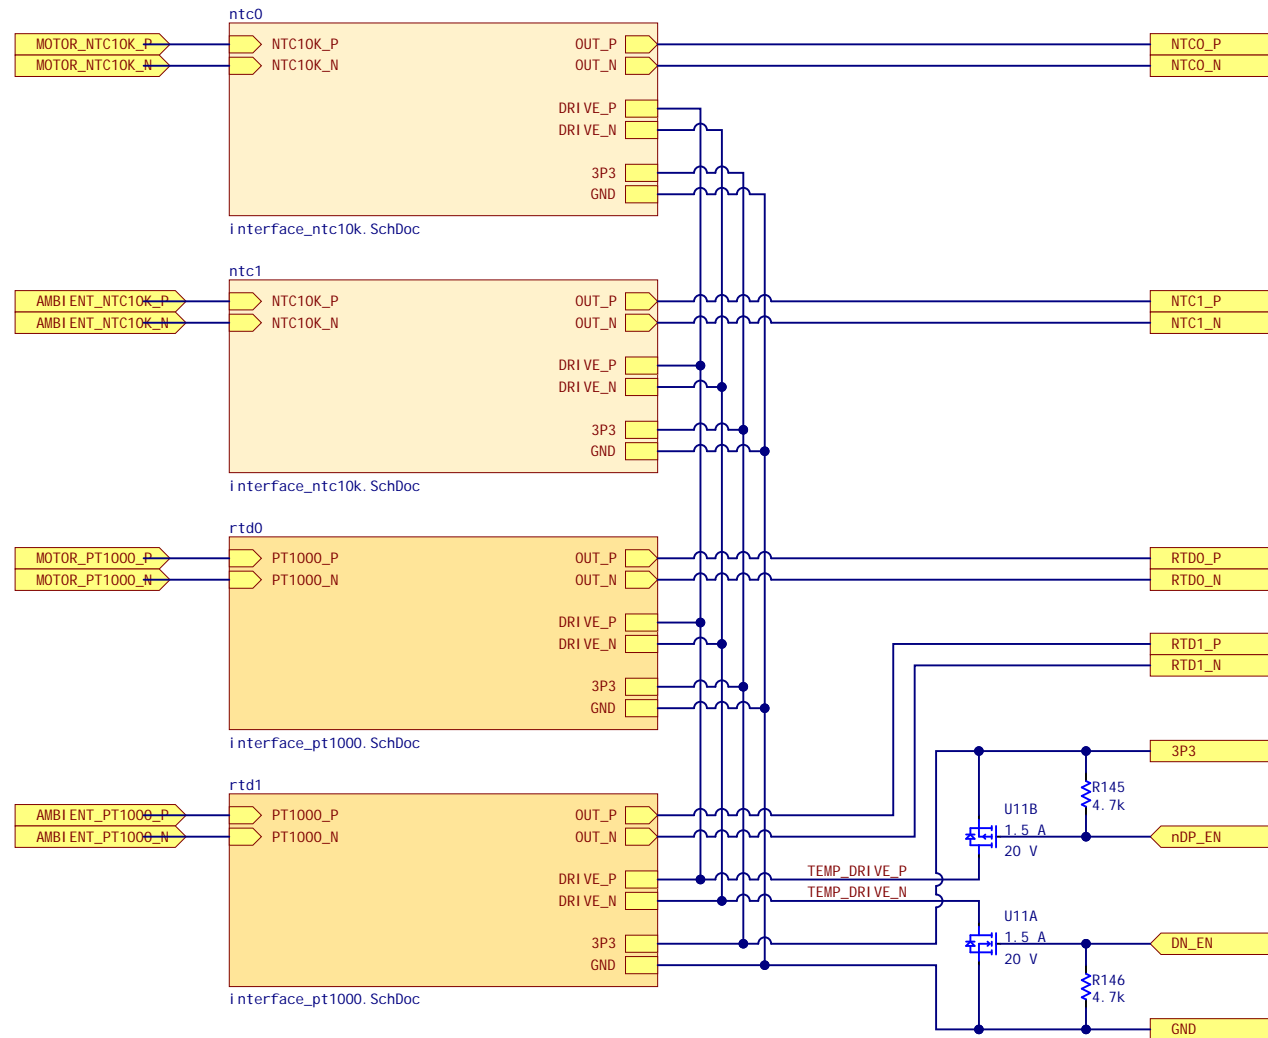 ntc0
MOTOR_NTC10K_P NTC10K_P OUT_P NTC0_P
MOTOR_NTC10K_N NTC10K_N OUT_N NTC0_N
DRIVE_P
DRIVE_N
3P3
GND
interface_ntc10k.SchDoc
ntc1
AMBIENT_NTC10K_P NTC10K_P OUT_P NTC1_P
AMBIENT_NTC10K_N NTC10K_N OUT_N NTC1_N
DRIVE_P
DRIVE_N
3P3
GND
interface_ntc10k.SchDoc
rtd0
MOTOR_PT1000_P PT1000_P OUT_P RTD0_P
MOTOR_PT1000_N PT1000_N OUT_N RTD0_N
DRIVE_P
DRIVE_N RTD1_P
RTD1_N
3P3
GND
interface_pt1000.SchDoc 3P3
rtd1
R145
4.7k
AMBIENT_PT1000_P PT1000_P OUT_P
U11B
1.5 A
20 V
AMBIENT_PT1000_N PT1000_N OUT_N nDP_EN
DRIVE_P TEMP_DRIVE_P
DRIVE_N TEMP_DRIVE_N
U11A
1.5 A
20 V
3P3 DN_EN
GND
R146
4.7k
interface_pt1000.SchDoc
GND